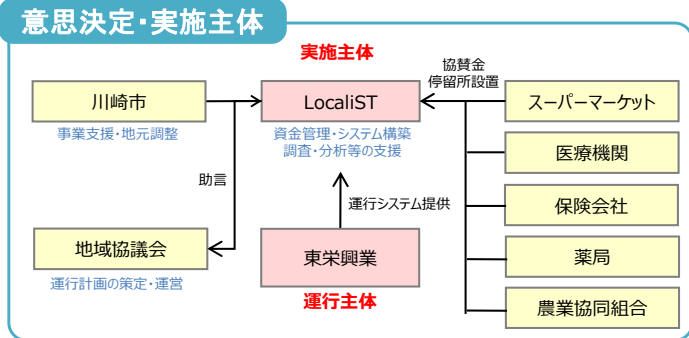 意思決定・実施主体
実施主体
協賛金
停留所設置
川崎市
LocaliST
スーパーマーケット
事業支援・地元調整
資金管理・システム構築
調査・分析等の支援
医療機関
助言
運行システム提供
保険会社
地域協議会
東栄興業
薬局
運行計画の策定・運営
運行主体
農業協同組合